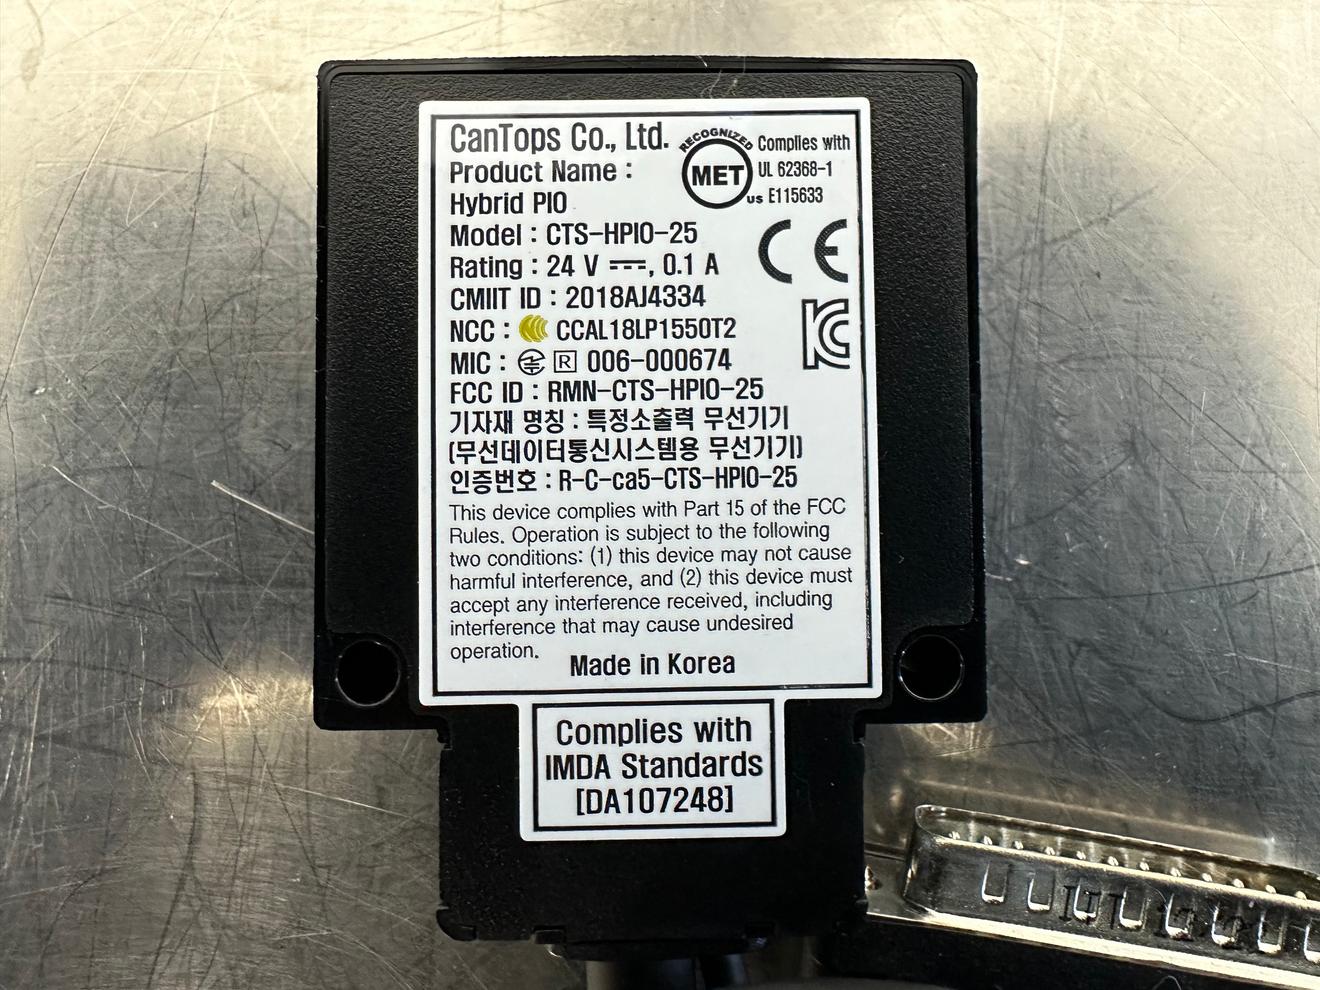 CanTops Co., Ltd.
RECOGNIZED
MET
us
Complies with
UL 62368-1
E115633
Product Name :
Hybrid PIO
Model : CTS-HPIO-25
Rating : 24 V ⎓, 0.1 A
CE
CMIIT ID : 2018AJ4334
NCC : CCAL18LP1550T2
MIC : R 006-000674
FCC ID : RMN-CTS-HPIO-25
기자재 명칭 : 특정소출력 무선기기
(무선데이터통신시스템용 무선기기)
인증번호 : R-C-ca5-CTS-HPIO-25
This device complies with Part 15 of the FCC
Rules. Operation is subject to the following
two conditions: (1) this device may not cause
harmful interference, and (2) this device must
accept any interference received, including
interference that may cause undesired
operation.
Made in Korea
Complies with
IMDA Standards
[DA107248]